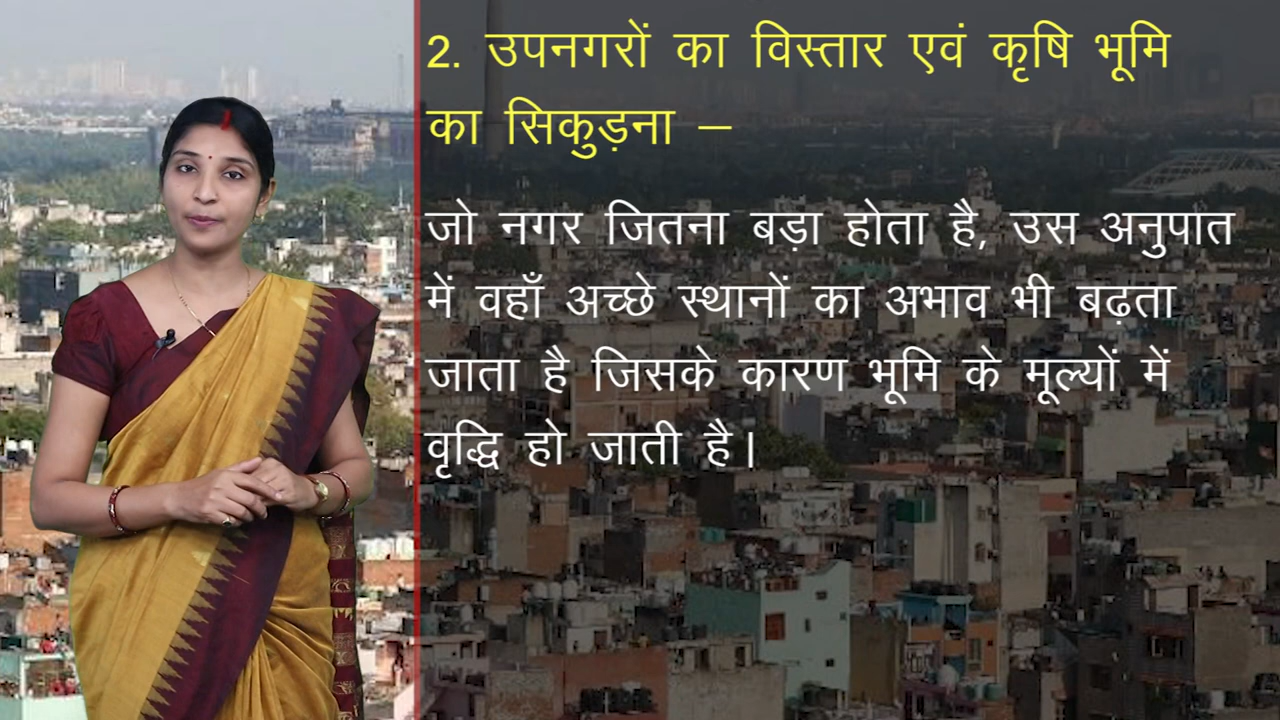 2. उपनगरों का विस्तार एवं कृषि भूमि
का सिकुड़ना –
जो नगर जितना बड़ा होता है, उस अनुपात
में वहाँ अच्छे स्थानों का अभाव भी बढ़ता
जाता है जिसके कारण भूमि के मूल्यों में
वृद्धि हो जाती है।